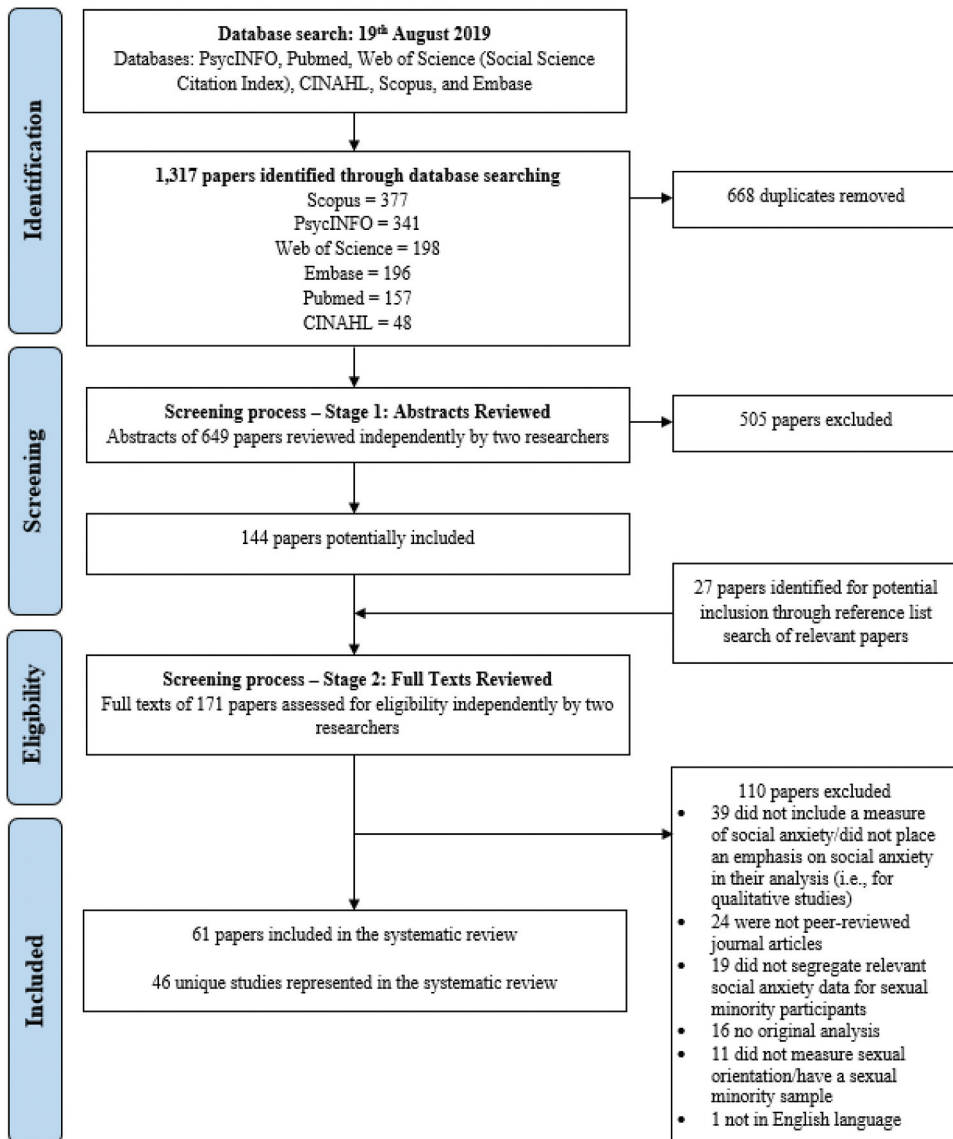 Identification
Database search: 19th August 2019
Databases: PsycINFO, Pubmed, Web of Science (Social Science
Citation Index), CINAHL, Scopus, and Embase
1,317 papers identified through database searching
Scopus = 377
PsycINFO = 341
Web of Science = 198
Embase = 196
Pubmed = 157
CINAHL = 48
668 duplicates removed
Screening
Screening process – Stage 1: Abstracts Reviewed
Abstracts of 649 papers reviewed independently by two researchers
505 papers excluded
144 papers potentially included
27 papers identified for potential
inclusion through reference list
search of relevant papers
Eligibility
Screening process – Stage 2: Full Texts Reviewed
Full texts of 171 papers assessed for eligibility independently by two
researchers
110 papers excluded
• 39 did not include a measure
of social anxiety/did not place
an emphasis on social anxiety
in their analysis (i.e., for
qualitative studies)
• 24 were not peer-reviewed
journal articles
• 19 did not segregate relevant
social anxiety data for sexual
minority participants
• 16 no original analysis
• 11 did not measure sexual
orientation/have a sexual
minority sample
• 1 not in English language
Included
61 papers included in the systematic review
46 unique studies represented in the systematic review